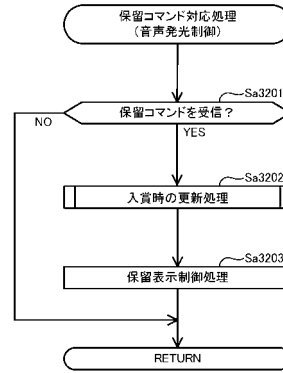 保留コマンド対応処理
(音声発光制御)
Sa3201
保留コマンドを受信？
NO
YES
Sa3202
入賞時の更新処理
Sa3203
保留表示制御処理
RETURN